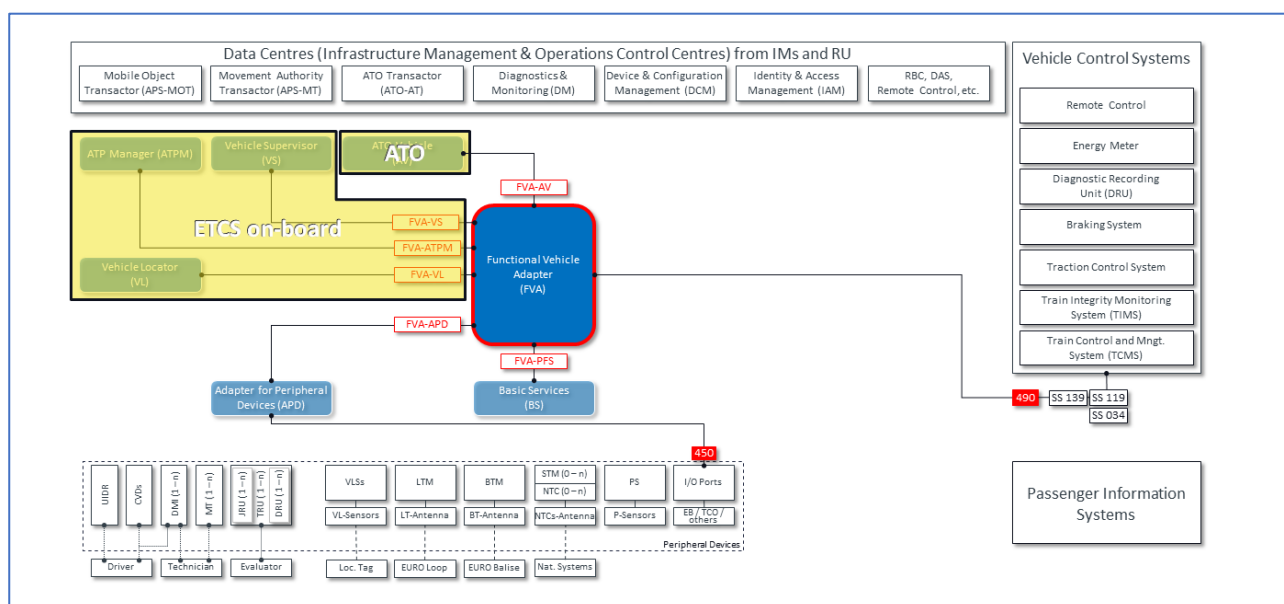 Data Centres (Infrastructure Management & Operations Control Centres) from IMs and RU
Mobile Object
Transactor (APS-MOT)
Movement Authority
Transactor (APS-MT)
ATO Transactor
(ATO-AT)
Diagnostics &
Monitoring (DM)
Device & Configuration
Management (DCM)
Identity & Access
Management (IAM)
RBC, DAS,
Remote Control, etc.
Vehicle Control Systems
Remote Control
Energy Meter
Diagnostic Recording
Unit (DRU)
Braking System
Traction Control System
Train Integrity Monitoring
System (TIMS)
Train Control and Mngt.
System (TCMS)
ATP Manager (ATPM)
Vehicle Supervisor
(VS)
ATO
FVA-AV
FVA-VS
ETCS on-board
FVA-ATPM
Vehicle Locator
(VL)
FVA-VL
Functional Vehicle
Adapter
(FVA)
FVA-APD
FVA-PFS
Adapter for Peripheral
Devices (APD)
Basic Services
(BS)
490
SS 139
SS 119
SS 034
450
UIDR
CVDs
DMI (1 – n)
MT (1 – n)
JRU (1 – n)
TRU (1 – n)
DRU (1 – n)
VLSs
VL-Sensors
LTM
LT-Antenna
BTM
BT-Antenna
STM (0 – n)
NTC (0 – n)
NTCs-Antenna
PS
P-Sensors
I/O Ports
EB / TCO /
others
Peripheral Devices
Driver
Technician
Evaluator
Loc. Tag
EURO Loop
EURO Balise
Nat. Systems
Passenger Information
Systems